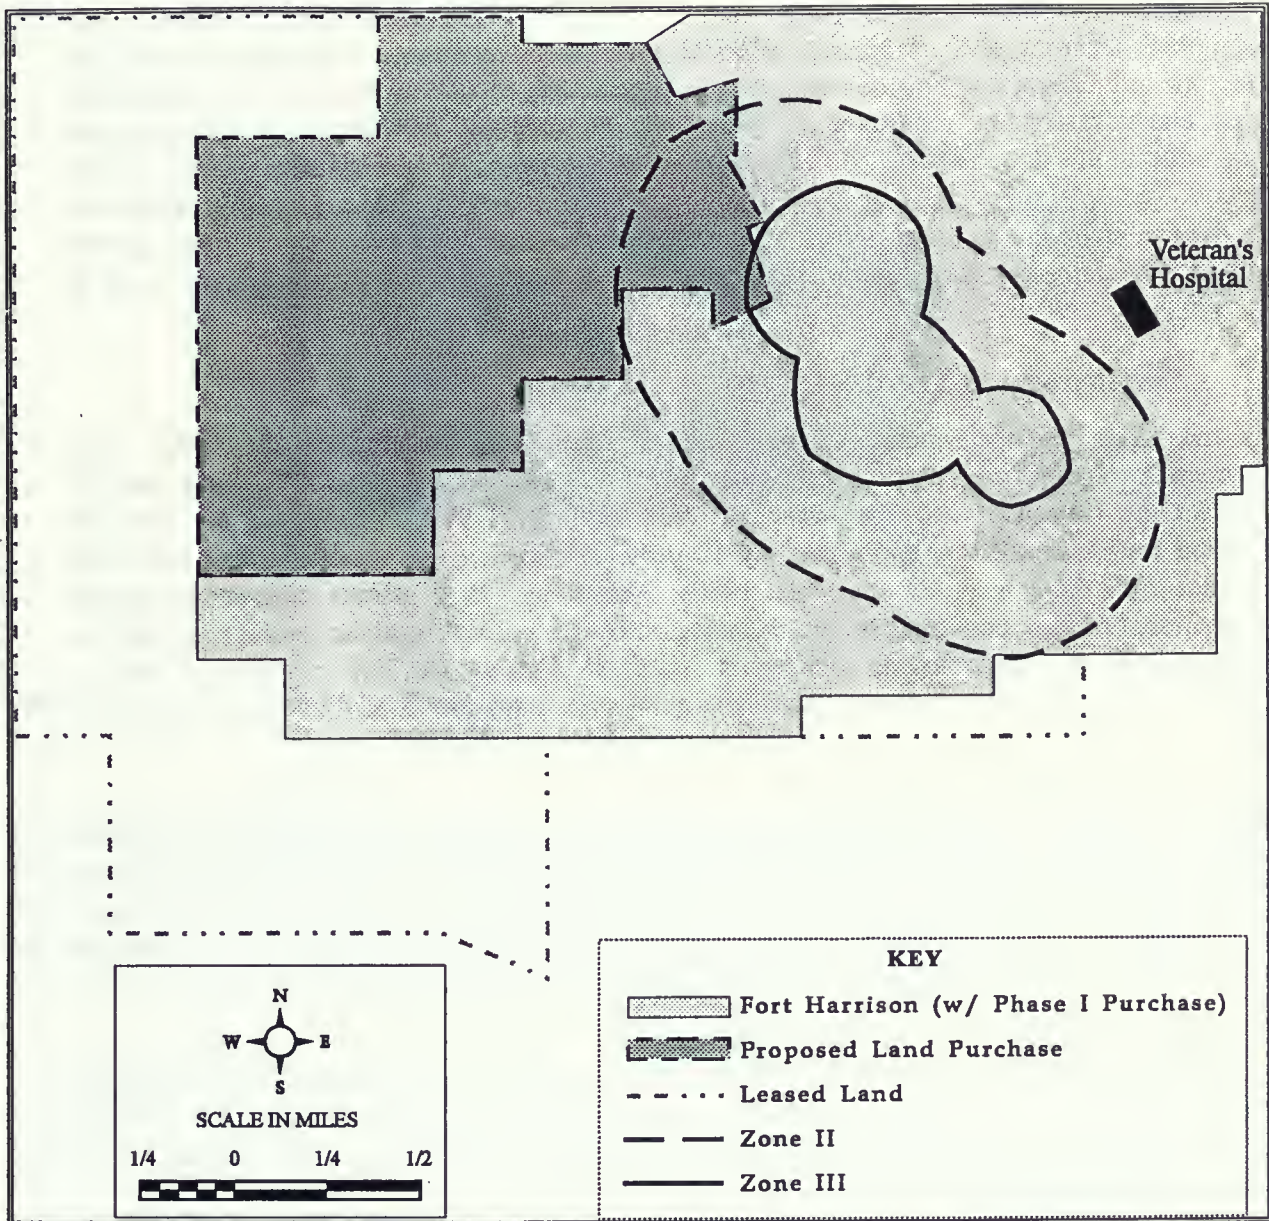 Veteran's
Hospital
N
W E
S
SCALE IN MILES
1/4 0 1/4 1/2
KEY
Fort Harrison (w/ Phase I Purchase)
Proposed Land Purchase
Leased Land
Zone II
Zone III